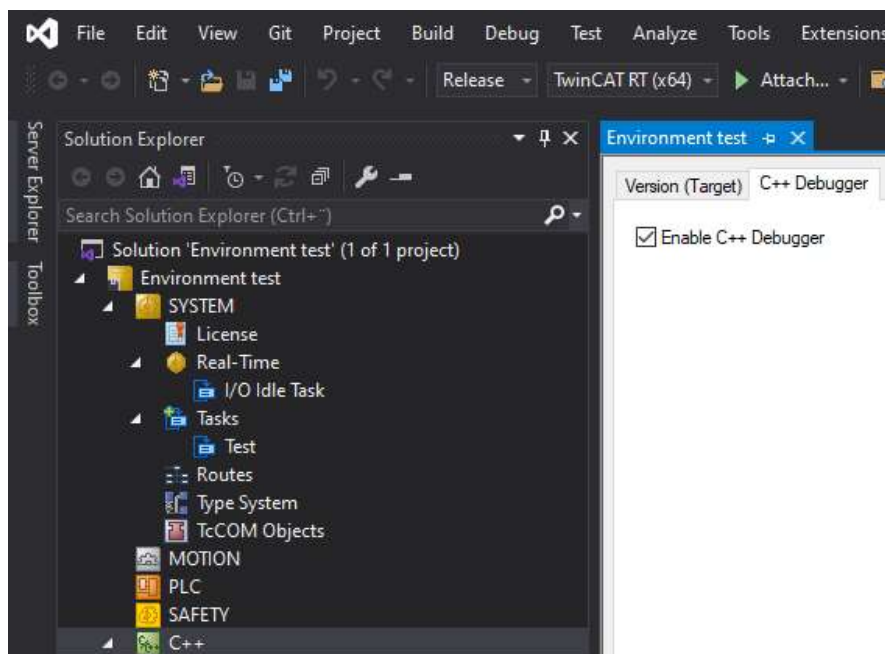 File Edit View Git Project Build Debug Test Analyze Tools Extensions
Release TwinCAT RT (x64) Attach...
Server Explorer
Toolbox
Solution Explorer
Search Solution Explorer (Ctrl+¨)
Solution 'Environment test' (1 of 1 project)
Environment test
SYSTEM
License
Real-Time
I/O Idle Task
Tasks
Test
Routes
Type System
TcCOM Objects
MOTION
PLC
SAFETY
C++
Environment test
Version (Target) C++ Debugger
Enable C++ Debugger